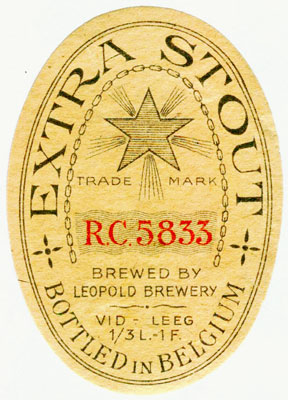 EXTRA STOUT
TRADE MARK
R.C. 5833
BREWED BY
LEOPOLD BREWERY
VID - LEEG
1/3 L. - 1 F.
BOTTLED IN BELGIUM